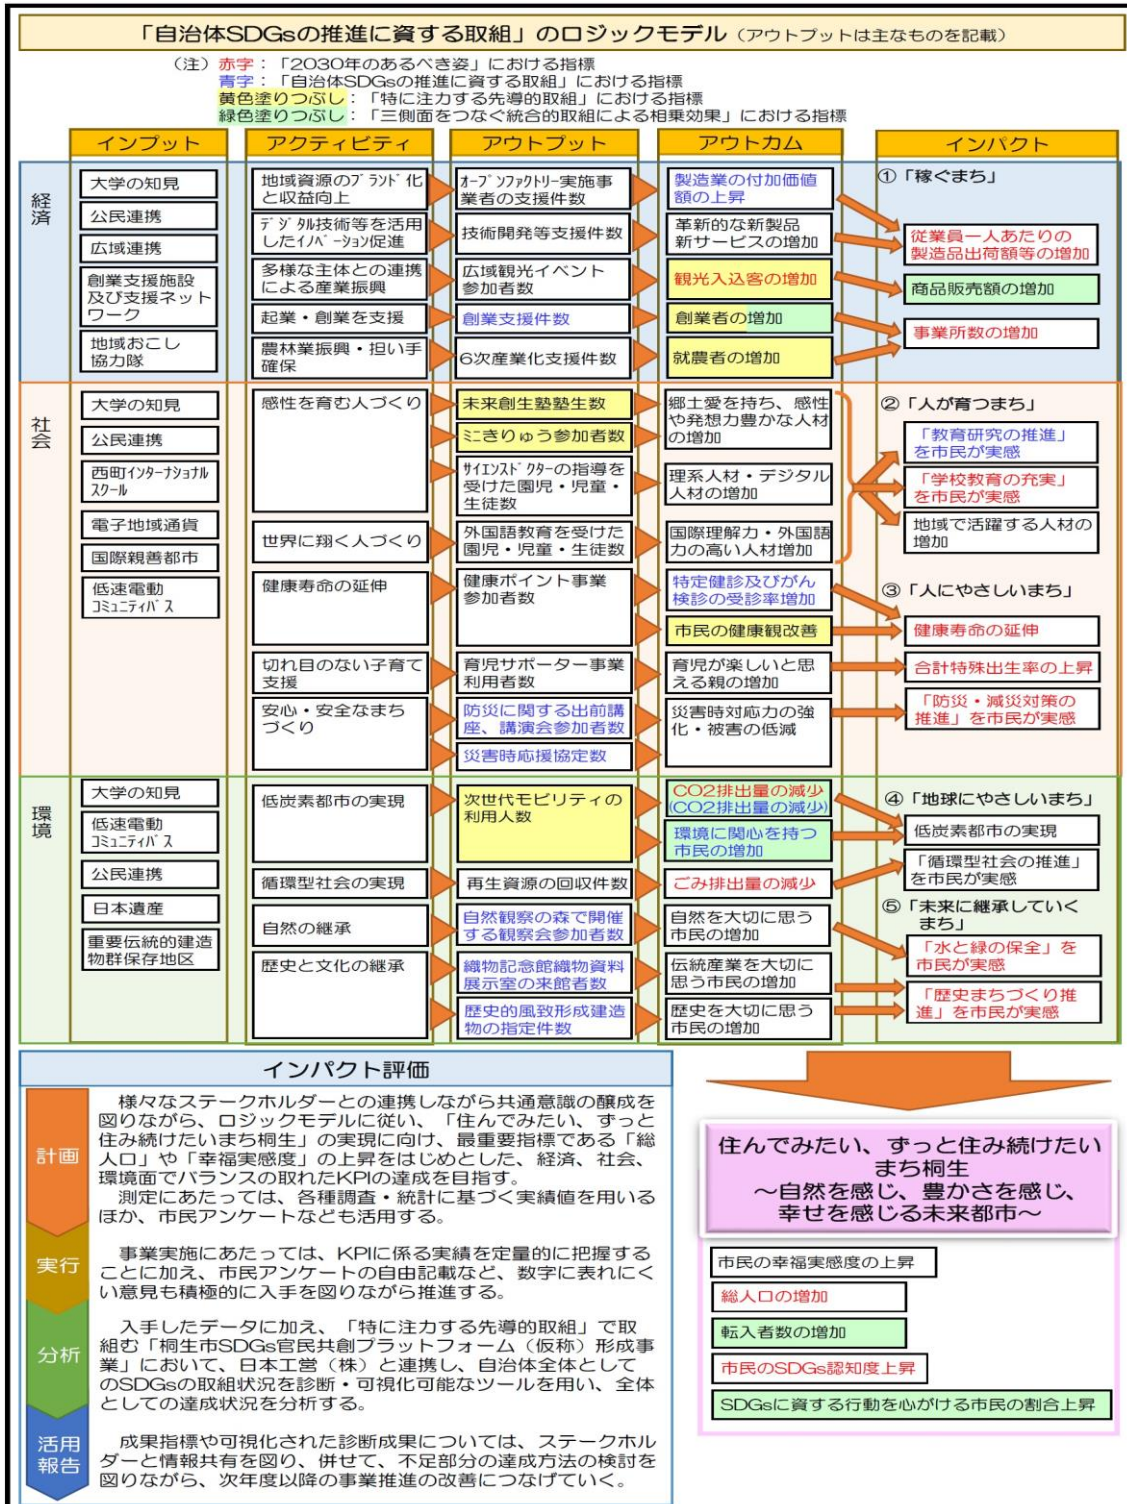 「自治体SDGsの推進に資する取組」のロジックモデル（アウトプットは主なものを記載）
（注）赤字：「2030年のあるべき姿」における指標
青字：「自治体SDGsの推進に資する取組」における指標
黄色塗りつぶし：「特に注力する先導的取組」における指標
緑色塗りつぶし：「三側面をつなぐ統合的取組による相乗効果」における指標
インプット
アクティビティ
アウトプット
アウトカム
インパクト
経済
大学の知見
公民連携
広域連携
創業支援施設
及び支援ネット
ワーク
地域おこし
協力隊
地域資源のブランド化
と収益向上
デジタル技術等を活用
したイノベーション促進
多様な主体との連携
による産業振興
起業・創業を支援
農林業振興・担い手
確保
オープンファクトリー実施事
業者の支援件数
技術開発等支援件数
広域観光イベント
参加者数
創業支援件数
6次産業化支援件数
製造業の付加価値
額の上昇
革新的な新製品
新サービスの増加
観光入込客の増加
創業者の増加
就農者の増加
①「稼ぐまち」
従業員一人あたりの
製造品出荷額等の増加
商品販売額の増加
事業所数の増加
社会
大学の知見
公民連携
西町インターナショナル
スクール
電子地域通貨
国際親善都市
低速電動
コミュニティバス
感性を育む人づくり
世界に翔く人づくり
健康寿命の延伸
切れ目のない子育て
支援
安心・安全なまち
づくり
未来創生塾塾生数
ミニきりゅう参加者数
サイエンスドクターの指導を
受けた園児・児童・
生徒数
外国語教育を受けた
園児・児童・生徒数
健康ポイント事業
参加者数
育児サポーター事業
利用者数
防災に関する出前講
座、講演会参加者数
災害時応援協定数
郷土愛を持ち、感性
や発想力豊かな人材
の増加
理系人材・デジタル
人材の増加
国際理解力・外国語
力の高い人材増加
特定健診及びがん
検診の受診率増加
市民の健康観改善
育児が楽しいと思
える親の増加
災害時対応力の強
化・被害の低減
②「人が育つまち」
「教育研究の推進」
を市民が実感
「学校教育の充実」
を市民が実感
地域で活躍する人材の
増加
③「人にやさしいまち」
健康寿命の延伸
合計特殊出生率の上昇
「防災・減災対策の
推進」を市民が実感
環境
大学の知見
低速電動
コミュニティバス
公民連携
日本遺産
重要伝統的建造
物群保存地区
低炭素都市の実現
循環型社会の実現
自然の継承
歴史と文化の継承
次世代モビリティの
利用人数
再生資源の回収件数
自然観察の森で開催
する観察会参加者数
織物記念館織物資料
展示室の来館者数
歴史的風致形成建造
物の指定件数
CO2排出量の減少
(CO2排出量の減少)
環境に関心を持つ
市民の増加
ごみ排出量の減少
自然を大切に思う
市民の増加
伝統産業を大切に
思う市民の増加
歴史を大切に思う
市民の増加
④「地球にやさしいまち」
低炭素都市の実現
「循環型社会の推進」
を市民が実感
⑤「未来に継承していく
まち」
「水と緑の保全」を
市民が実感
「歴史まちづくり推
進」を市民が実感
インパクト評価
計画
様々なステークホルダーとの連携しながら共通意識の醸成を
図りながら、ロジックモデルに従い、「住んでみたい、ずっと
住み続けたいまち桐生」の実現に向け、最重要指標である「総
人口」や「幸福実感度」の上昇をはじめとした、経済、社会、
環境面でバランスの取れたKPIの達成を目指す。
測定にあたっては、各種調査・統計に基づく実績値を用いる
ほか、市民アンケートなども活用する。
実行
事業実施にあたっては、KPIに係る実績を定量的に把握する
ことに加え、市民アンケートの自由記載など、数字に表れにく
い意見も積極的に入手を図りながら推進する。
分析
入手したデータに加え、「特に注力する先導的取組」で取
組む「桐生市SDGs官民共創プラットフォーム（仮称）形成事
業」において、日本工営（株）と連携し、自治体全体として
のSDGsの取組状況を診断・可視化可能なツールを用い、全体
としての達成状況を分析する。
活用
報告
成果指標や可視化された診断成果については、ステークホル
ダーと情報共有を図り、併せて、不足部分の達成方法の検討を
図りながら、次年度以降の事業推進の改善につなげていく。
住んでみたい、ずっと住み続けたい
まち桐生
～自然を感じ、豊かさを感じ、
幸せを感じる未来都市～
市民の幸福実感度の上昇
総人口の増加
転入者数の増加
市民のSDGs認知度上昇
SDGsに資する行動を心がける市民の割合上昇